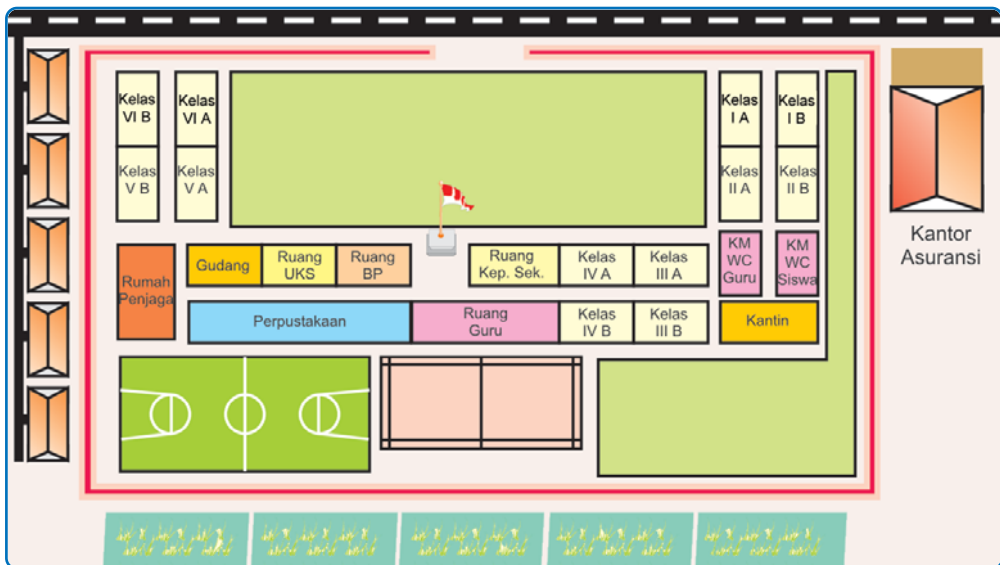 Kelas
VI B
Kelas
VI A
Kelas
I A
Kelas
I B
Kelas
V B
Kelas
V A
Kelas
II A
Kelas
II B
Kantor
Asuransi
Rumah
Penjaga
Gudang
Ruang
UKS
Ruang
BP
Ruang
Kep. Sek.
Kelas
IV A
Kelas
III A
KM
WC
Guru
KM
WC
Siswa
Perpustakaan
Ruang
Guru
Kelas
IV B
Kelas
III B
Kantin